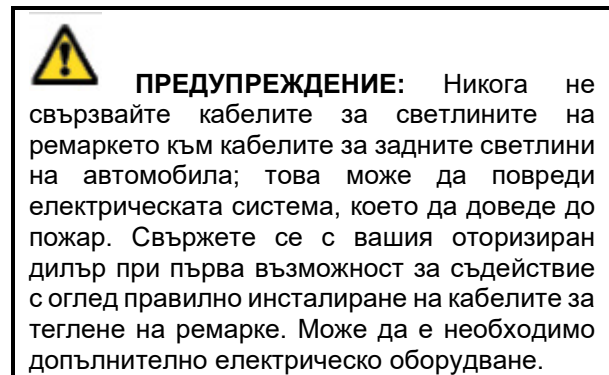 ПРЕДУПРЕЖДЕНИЕ: Никога не
свързвайте кабелите за светлините на
ремаркето към кабелите за задните светлини
на автомобила; това може да повреди
електрическата система, което да доведе до
пожар. Свържете се с вашия оторизиран
дилър при първа възможност за съдействие
с оглед правилно инсталиране на кабелите за
теглене на ремарке. Може да е необходимо
допълнително електрическо оборудване.